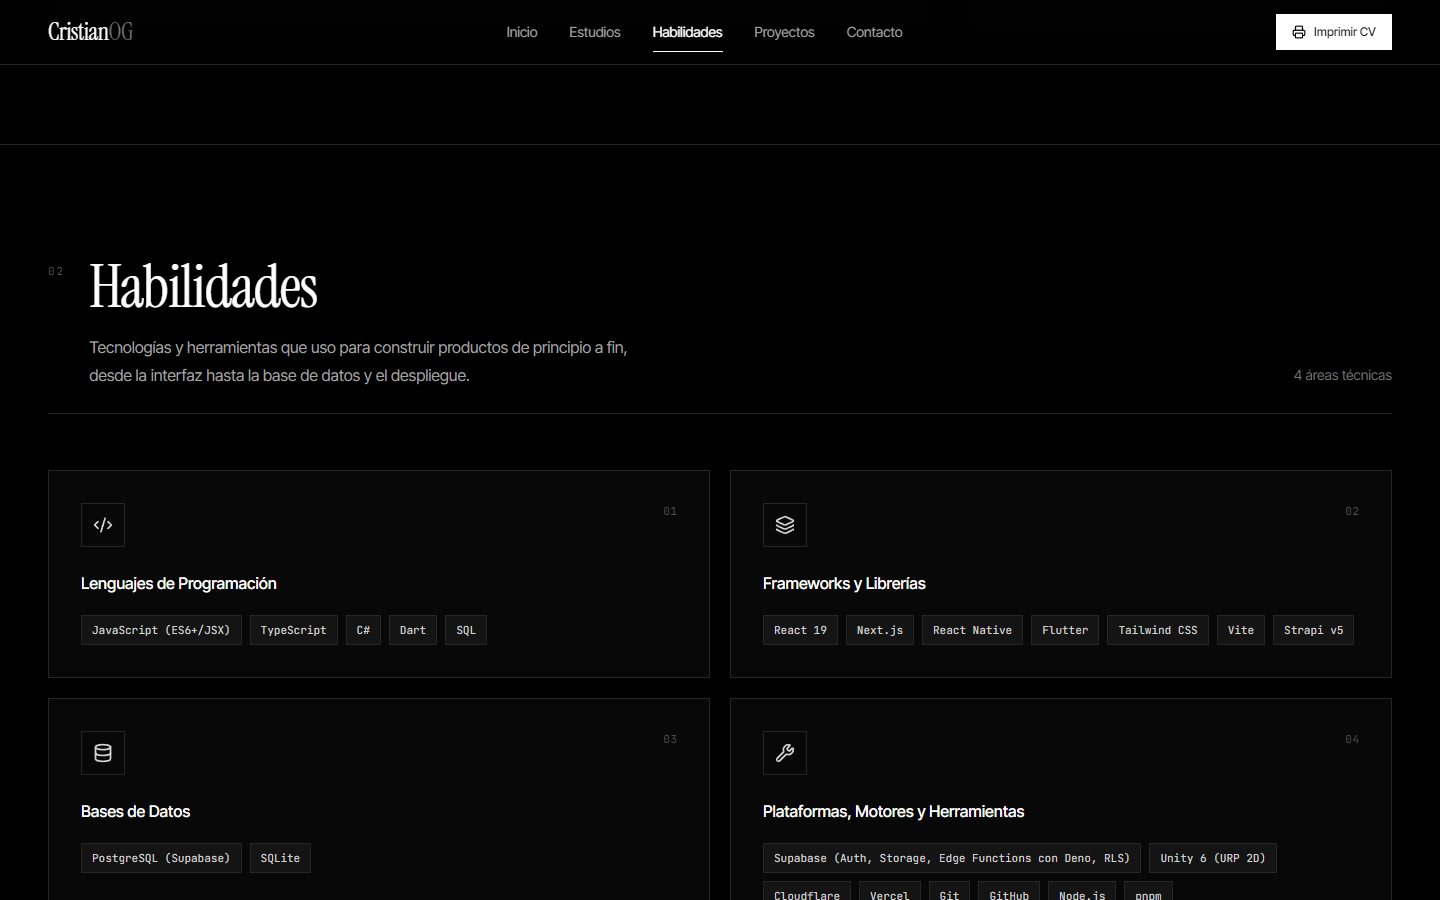 CristianOG
Inicio Estudios Habilidades Proyectos Contacto
Imprimir CV
02
Habilidades
Tecnologías y herramientas que uso para construir productos de principio a fin,
desde la interfaz hasta la base de datos y el despliegue.
4 áreas técnicas
01
Lenguajes de Programación
JavaScript (ES6+/JSX) TypeScript C# Dart SQL
02
Frameworks y Librerías
React 19 Next.js React Native Flutter Tailwind CSS Vite Strapi v5
03
Bases de Datos
PostgreSQL (Supabase) SQLite
04
Plataformas, Motores y Herramientas
Supabase (Auth, Storage, Edge Functions con Deno, RLS) Unity 6 (URP 2D)
Cloudflare Vercel Git GitHub Node.js pnpm